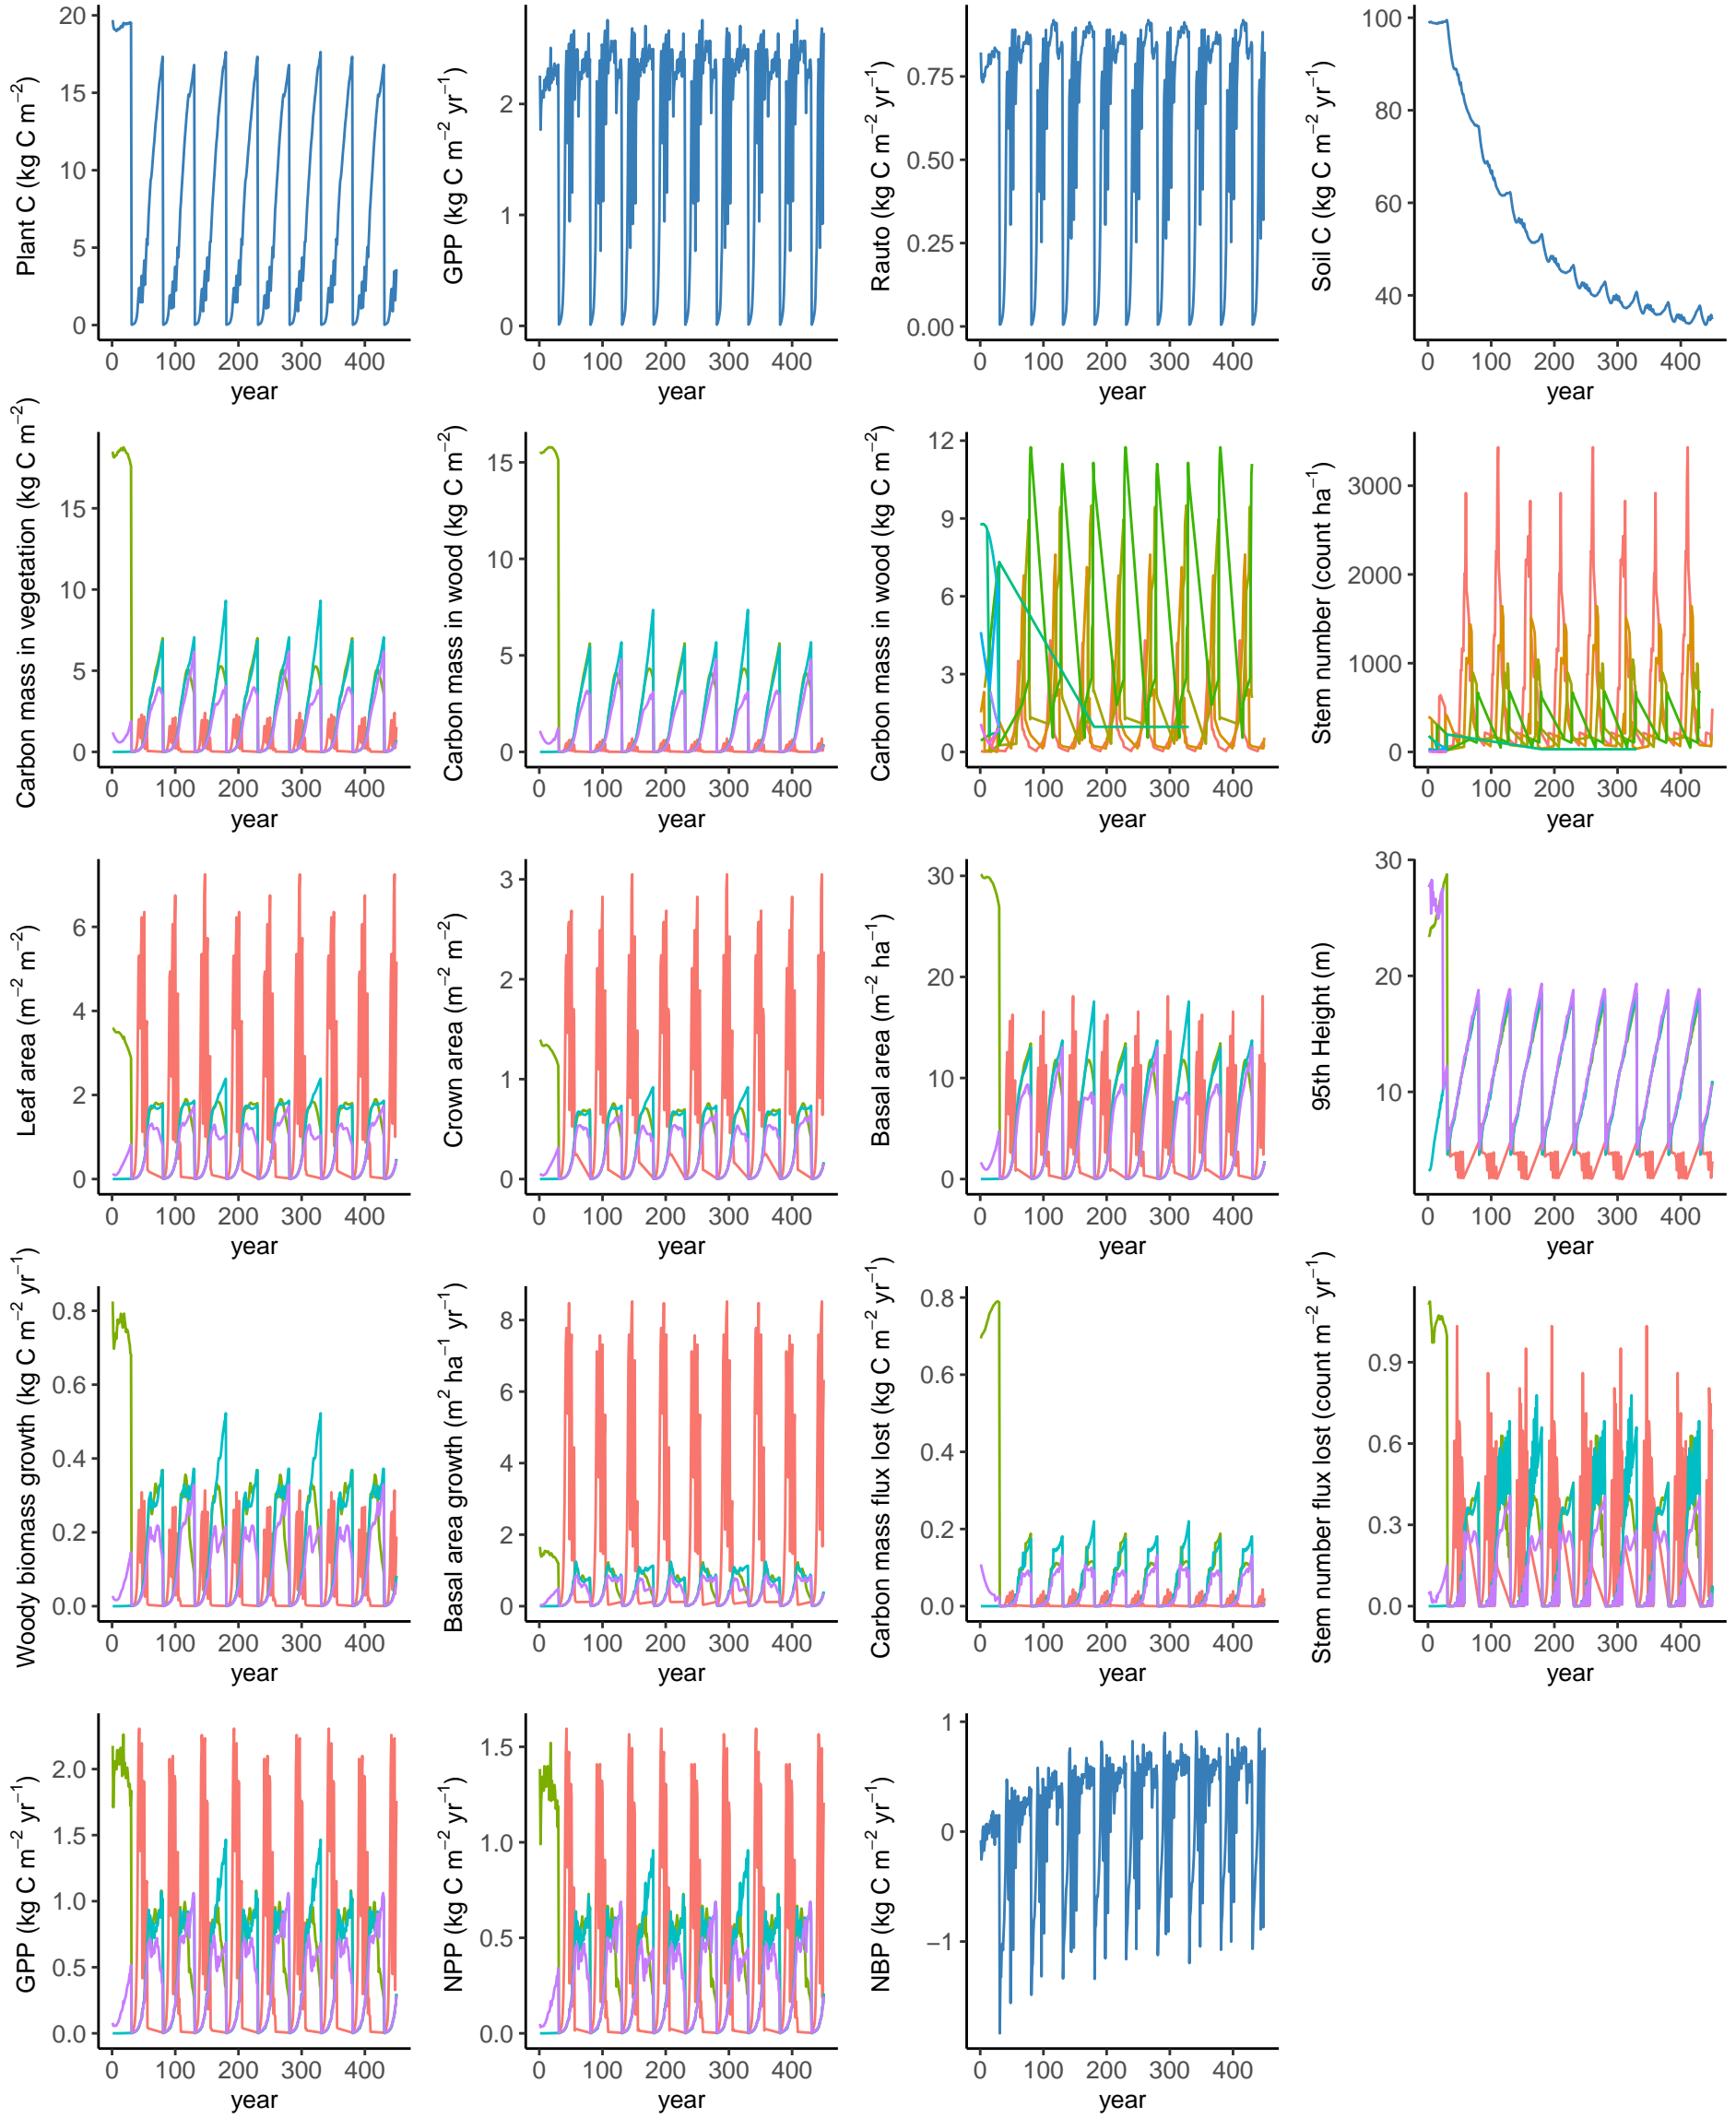 Plant C (kg C m−2)
20
15
10
5
0
0 100 200 300 400
year
GPP (kg C m−2 yr−1)
2
1
0
0 100 200 300 400
year
Rauto (kg C m−2 yr−1)
0.75
0.50
0.25
0.00
0 100 200 300 400
year
Soil C (kg C m−2 yr−1)
100
80
60
40
0 100 200 300 400
year
Carbon mass in vegetation (kg C m−2)
15
10
5
0
0 100 200 300 400
year
Carbon mass in wood (kg C m−2)
15
10
5
0
0 100 200 300 400
year
Carbon mass in wood (kg C m−2)
12
9
6
3
0
0 100 200 300 400
year
Stem number (count ha−1)
3000
2000
1000
0
0 100 200 300 400
year
Leaf area (m−2 m−2)
6
4
2
0
0 100 200 300 400
year
Crown area (m−2 m−2)
3
2
1
0
0 100 200 300 400
year
Basal area (m−2 ha−1)
30
20
10
0
0 100 200 300 400
year
95th Height (m)
30
20
10
0 100 200 300 400
year
Woody biomass growth (kg C m−2 yr−1)
0.8
0.6
0.4
0.2
0.0
0 100 200 300 400
year
Basal area growth (m2 ha−1 yr−1)
8
6
4
2
0
0 100 200 300 400
year
Carbon mass flux lost (kg C m−2 yr−1)
0.8
0.6
0.4
0.2
0.0
0 100 200 300 400
year
Stem number flux lost (count m−2 yr−1)
0.9
0.6
0.3
0.0
0 100 200 300 400
year
GPP (kg C m−2 yr−1)
2.0
1.5
1.0
0.5
0.0
0 100 200 300 400
year
NPP (kg C m−2 yr−1)
1.5
1.0
0.5
0.0
0 100 200 300 400
year
NBP (kg C m−2 yr−1)
1
0
−1
0 100 200 300 400
year